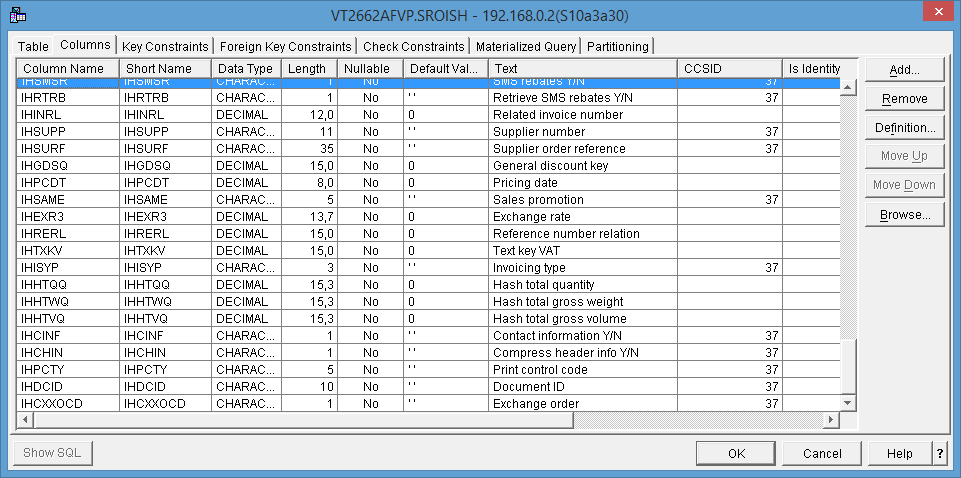 VT2662AFVP.SROISH - 192.168.0.2(S10a3a30)
Table Columns Key Constraints Foreign Key Constraints Check Constraints Materialized Query Partitioning
Column Name Short Name Data Type Length Nullable Default Val... Text CCSID Is Identity
IHSMSR IHSMSR CHARAC... 1 No ' ' SMS rebates Y/N 37
IHRTRB IHRTRB CHARAC... 1 No ' ' Retrieve SMS rebates Y/N 37
IHINRL IHINRL DECIMAL 12,0 No 0 Related invoice number
IHSUPP IHSUPP CHARAC... 11 No ' ' Supplier number 37
IHSURF IHSURF CHARAC... 35 No ' ' Supplier order reference 37
IHGDSQ IHGDSQ DECIMAL 15,0 No 0 General discount key
IHPCDT IHPCDT DECIMAL 8,0 No 0 Pricing date
IHSAME IHSAME CHARAC... 5 No ' ' Sales promotion 37
IHEXR3 IHEXR3 DECIMAL 13,7 No 0 Exchange rate
IHRERL IHRERL DECIMAL 15,0 No 0 Reference number relation
IHTXKV IHTXKV DECIMAL 15,0 No 0 Text key VAT
IHISYP IHISYP CHARAC... 3 No ' ' Invoicing type 37
IHHTQQ IHHTQQ DECIMAL 15,3 No 0 Hash total quantity
IHHTWQ IHHTWQ DECIMAL 15,3 No 0 Hash total gross weight
IHHTVQ IHHTVQ DECIMAL 15,3 No 0 Hash total gross volume
IHCINF IHCINF CHARAC... 1 No ' ' Contact information Y/N 37
IHCHIN IHCHIN CHARAC... 1 No ' ' Compress header info Y/N 37
IHPCTY IHPCTY CHARAC... 5 No ' ' Print control code 37
IHDCID IHDCID CHARAC... 10 No ' ' Document ID 37
IHCXXOCD IHCXXOCD CHARAC... 1 No ' ' Exchange order 37
Add...
Remove
Definition...
Move Up
Move Down
Browse...
Show SQL OK Cancel Help ?